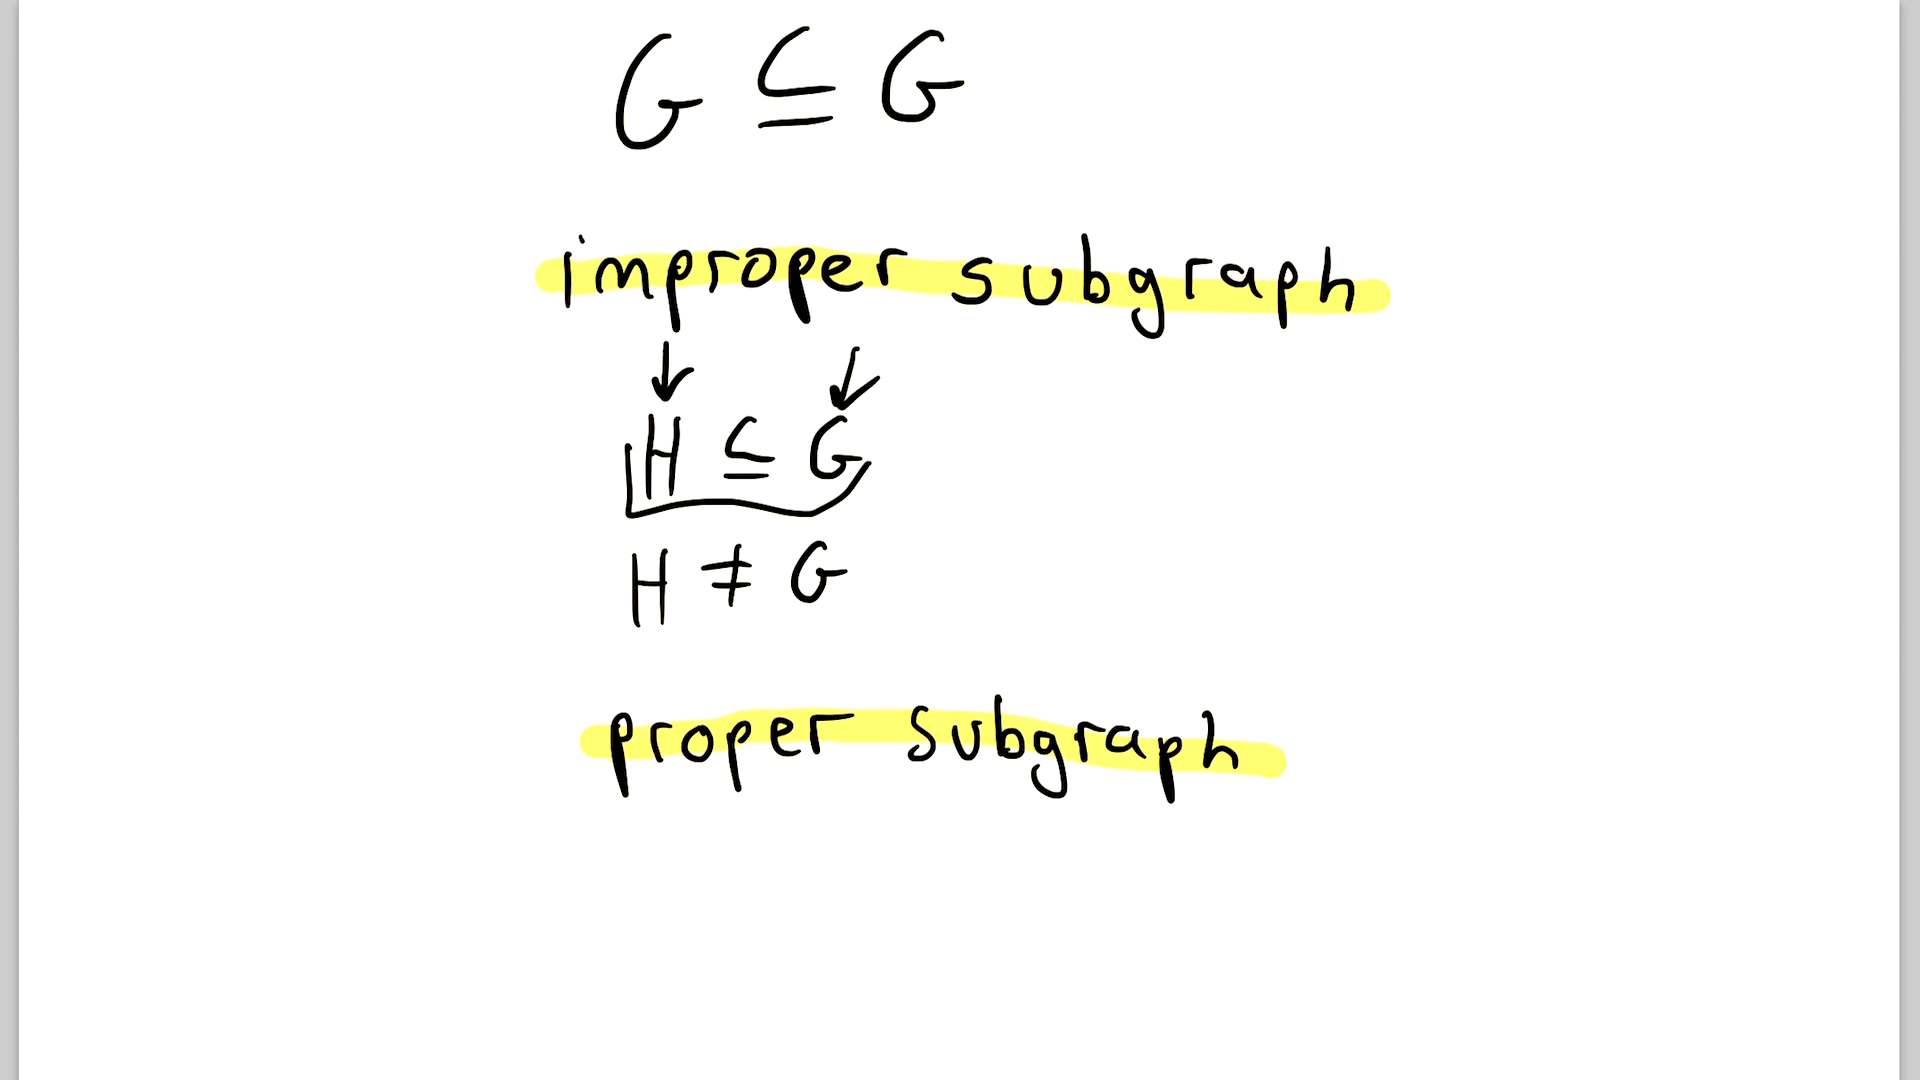 G ⊆ G
improper subgraph
H ⊆ G
H ≠ G
proper subgraph